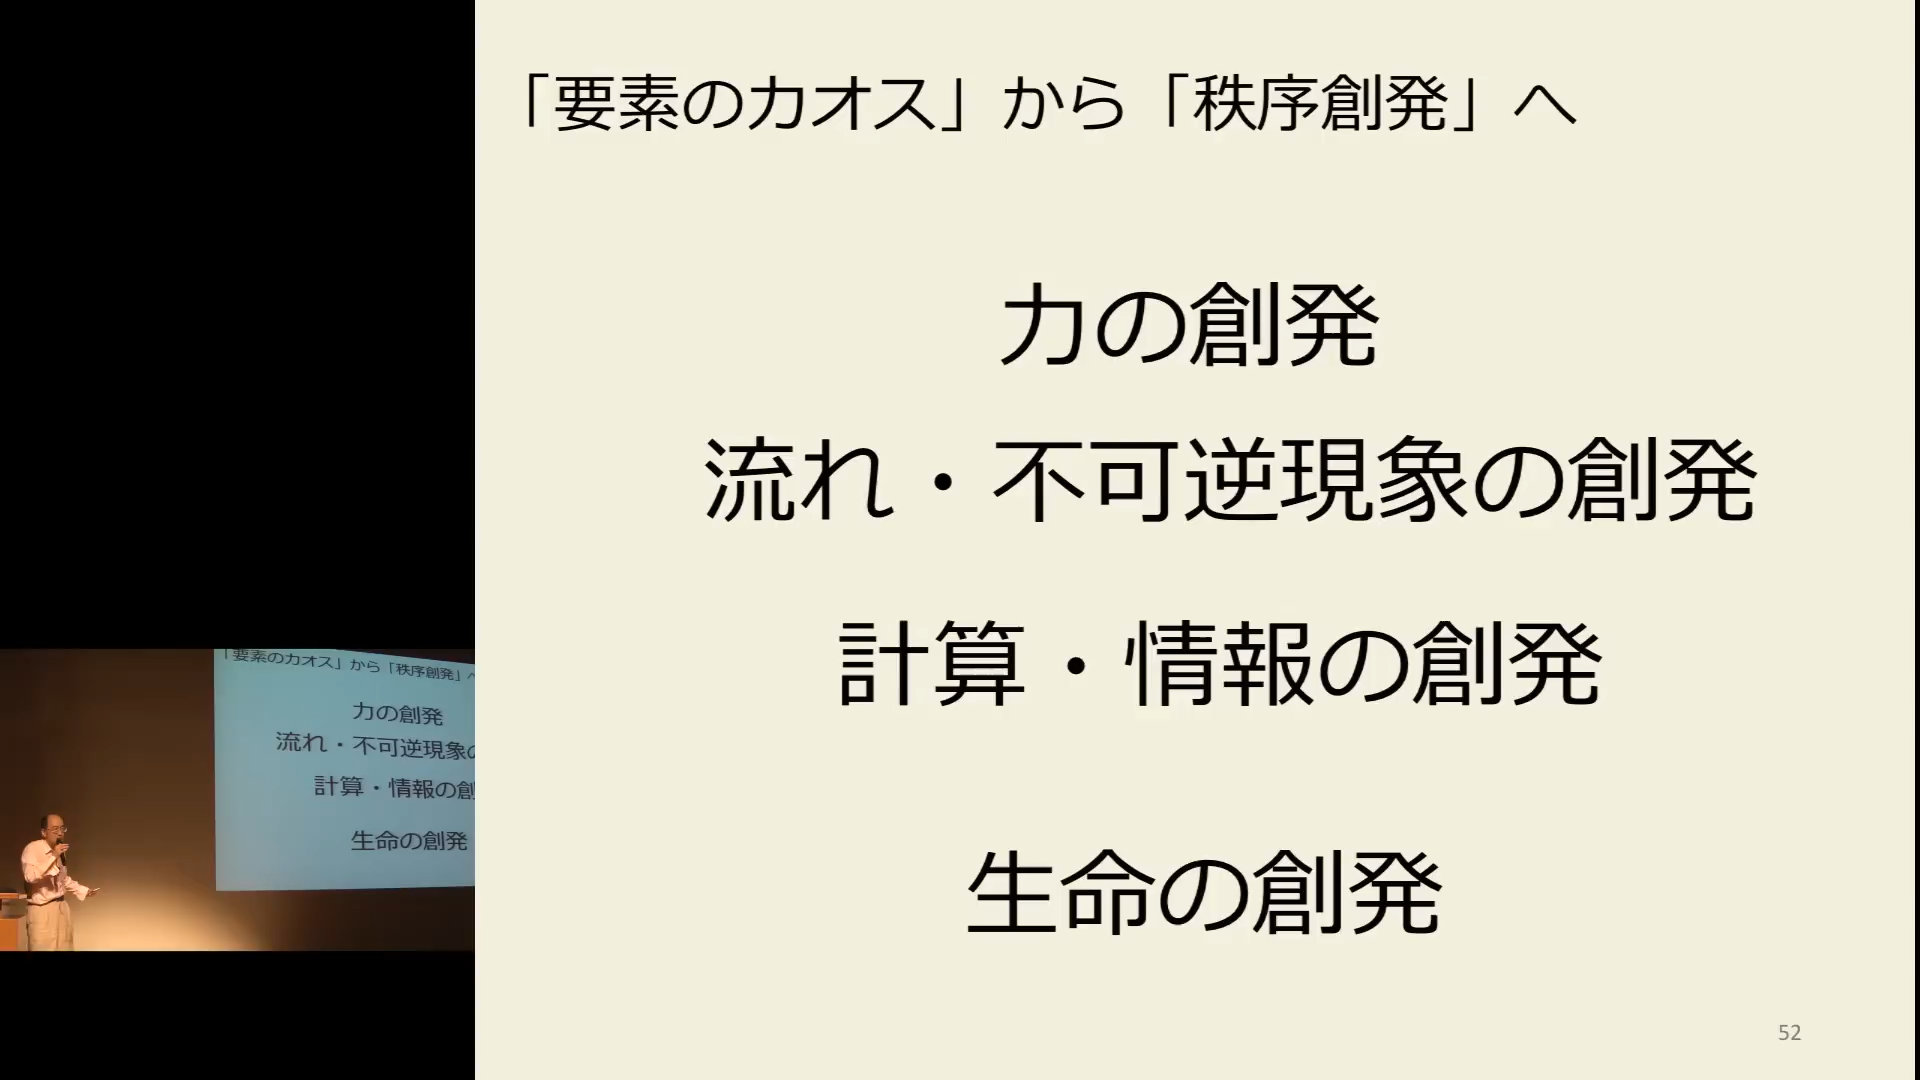 「要素のカオス」から「秩序創発」へ
力の創発
流れ・不可逆現象の創発
計算・情報の創発
生命の創発
52
「要素のカオス」から「秩序創発」へ
力の創発
流れ・不可逆現象の
計算・情報の創
生命の創発